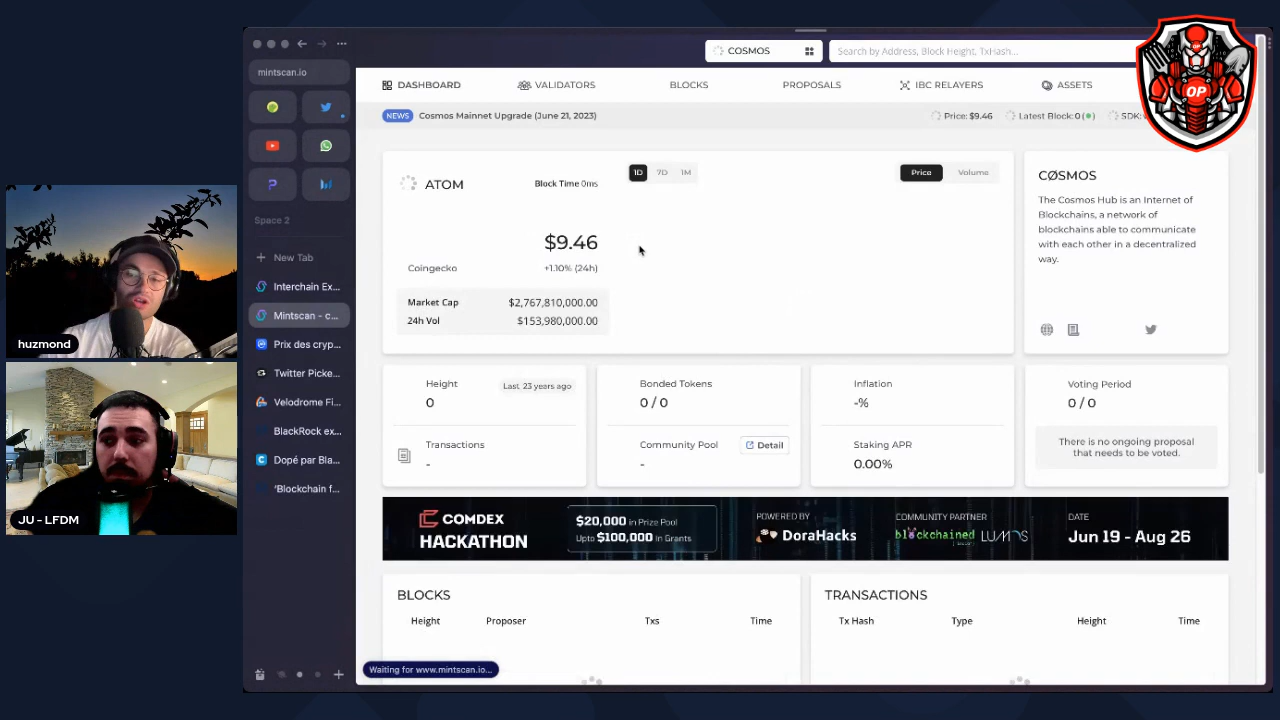 COSMOS
Search by Address, Block Height, TxHash...
mintscan.io
DASHBOARD
VALIDATORS
BLOCKS
PROPOSALS
IBC RELAYERS
ASSETS
OP
NEWS
Cosmos Mainnet Upgrade (June 21, 2023)
Price: $9.46
Latest Block: 0
SDK:
ATOM
Block Time 0ms
1D
7D
1M
Price
Volume
CØSMOS
The Cosmos Hub is an Internet of
Blockchains, a network of
blockchains able to communicate
with each other in a decentralized
way.
$9.46
Coingecko
+1.10% (24h)
Market Cap
$2,767,810,000.00
24h Vol
$153,980,000.00
Space 2
New Tab
Interchain Ex...
Mintscan - c...
Prix des cryp...
Twitter Picke...
Velodrome Fi...
BlackRock ex...
Dopé par Bla...
'Blockchain f...
huzmond
JU - LFDM
Height
Last 23 years ago
0
Transactions
-
Bonded Tokens
0 / 0
Community Pool
Detail
-
Inflation
-%
Staking APR
0.00%
Voting Period
0 / 0
There is no ongoing proposal
that needs to be voted.
COMDEX
HACKATHON
$20,000 in Prize Pool
Upto $100,000 in Grants
POWERED BY
DoraHacks
COMMUNITY PARTNER
blockchained
LUMOS
DATE
Jun 19 - Aug 26
BLOCKS
Height
Proposer
Txs
Time
TRANSACTIONS
Tx Hash
Type
Height
Time
Waiting for www.mintscan.io...